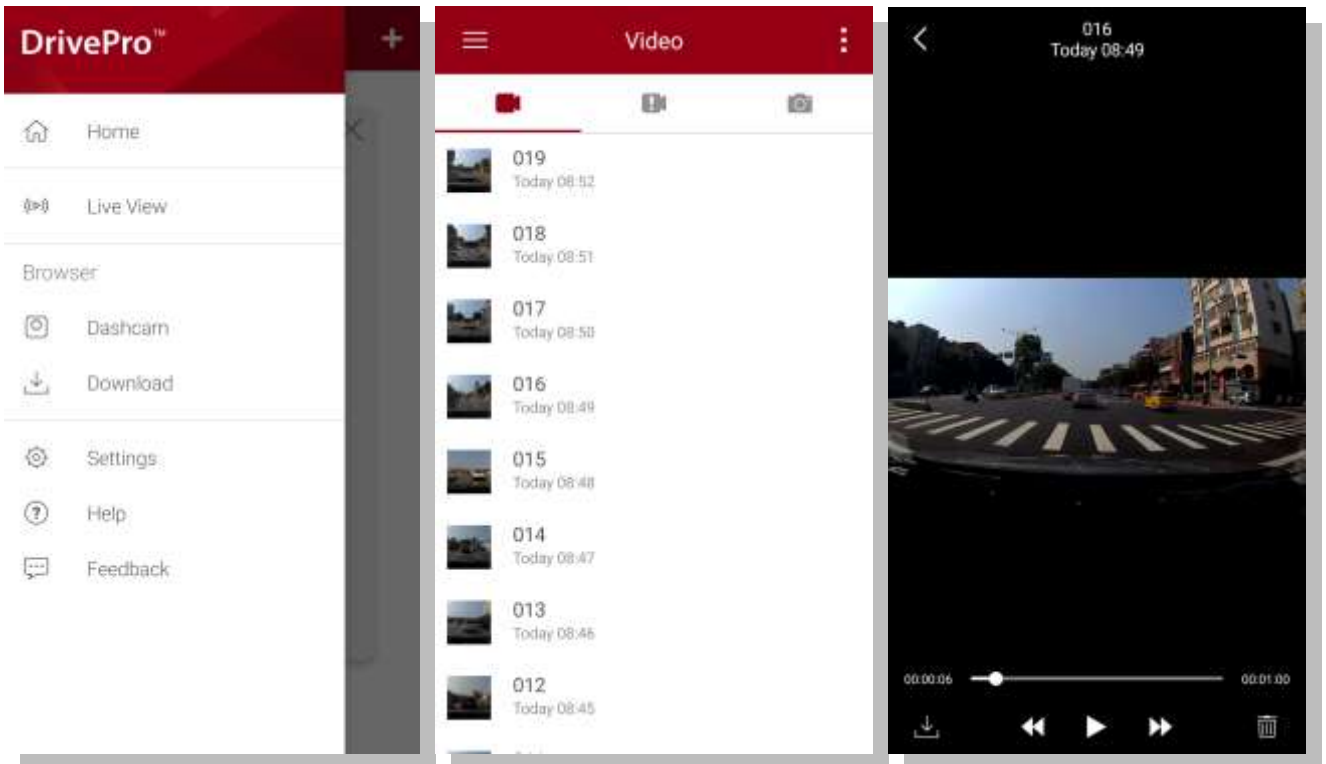 DrivePro™
Home
Live View
Browser
Dashcam
Download
Settings
Help
Feedback
Video
019
Today 08:52
018
Today 08:51
017
Today 08:50
016
Today 08:49
015
Today 08:48
014
Today 08:47
013
Today 08:46
012
Today 08:45
016
Today 08:49
00:00:06
00:01:00